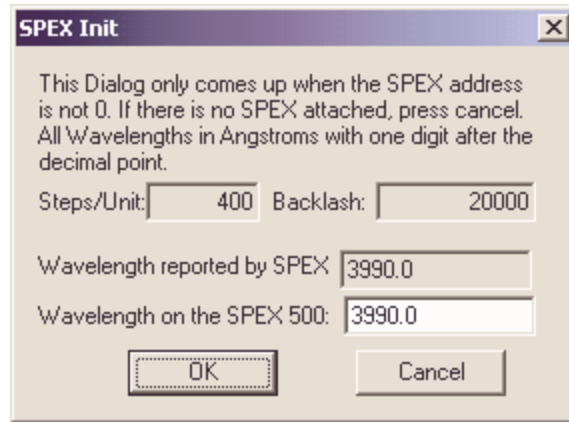 SPEX Init
This Dialog only comes up when the SPEX address
is not 0. If there is no SPEX attached, press cancel.
All Wavelengths in Angstroms with one digit after the
decimal point.
Steps/Unit: 400 Backlash: 20000
Wavelength reported by SPEX 3990.0
Wavelength on the SPEX 500: 3990.0
OK Cancel